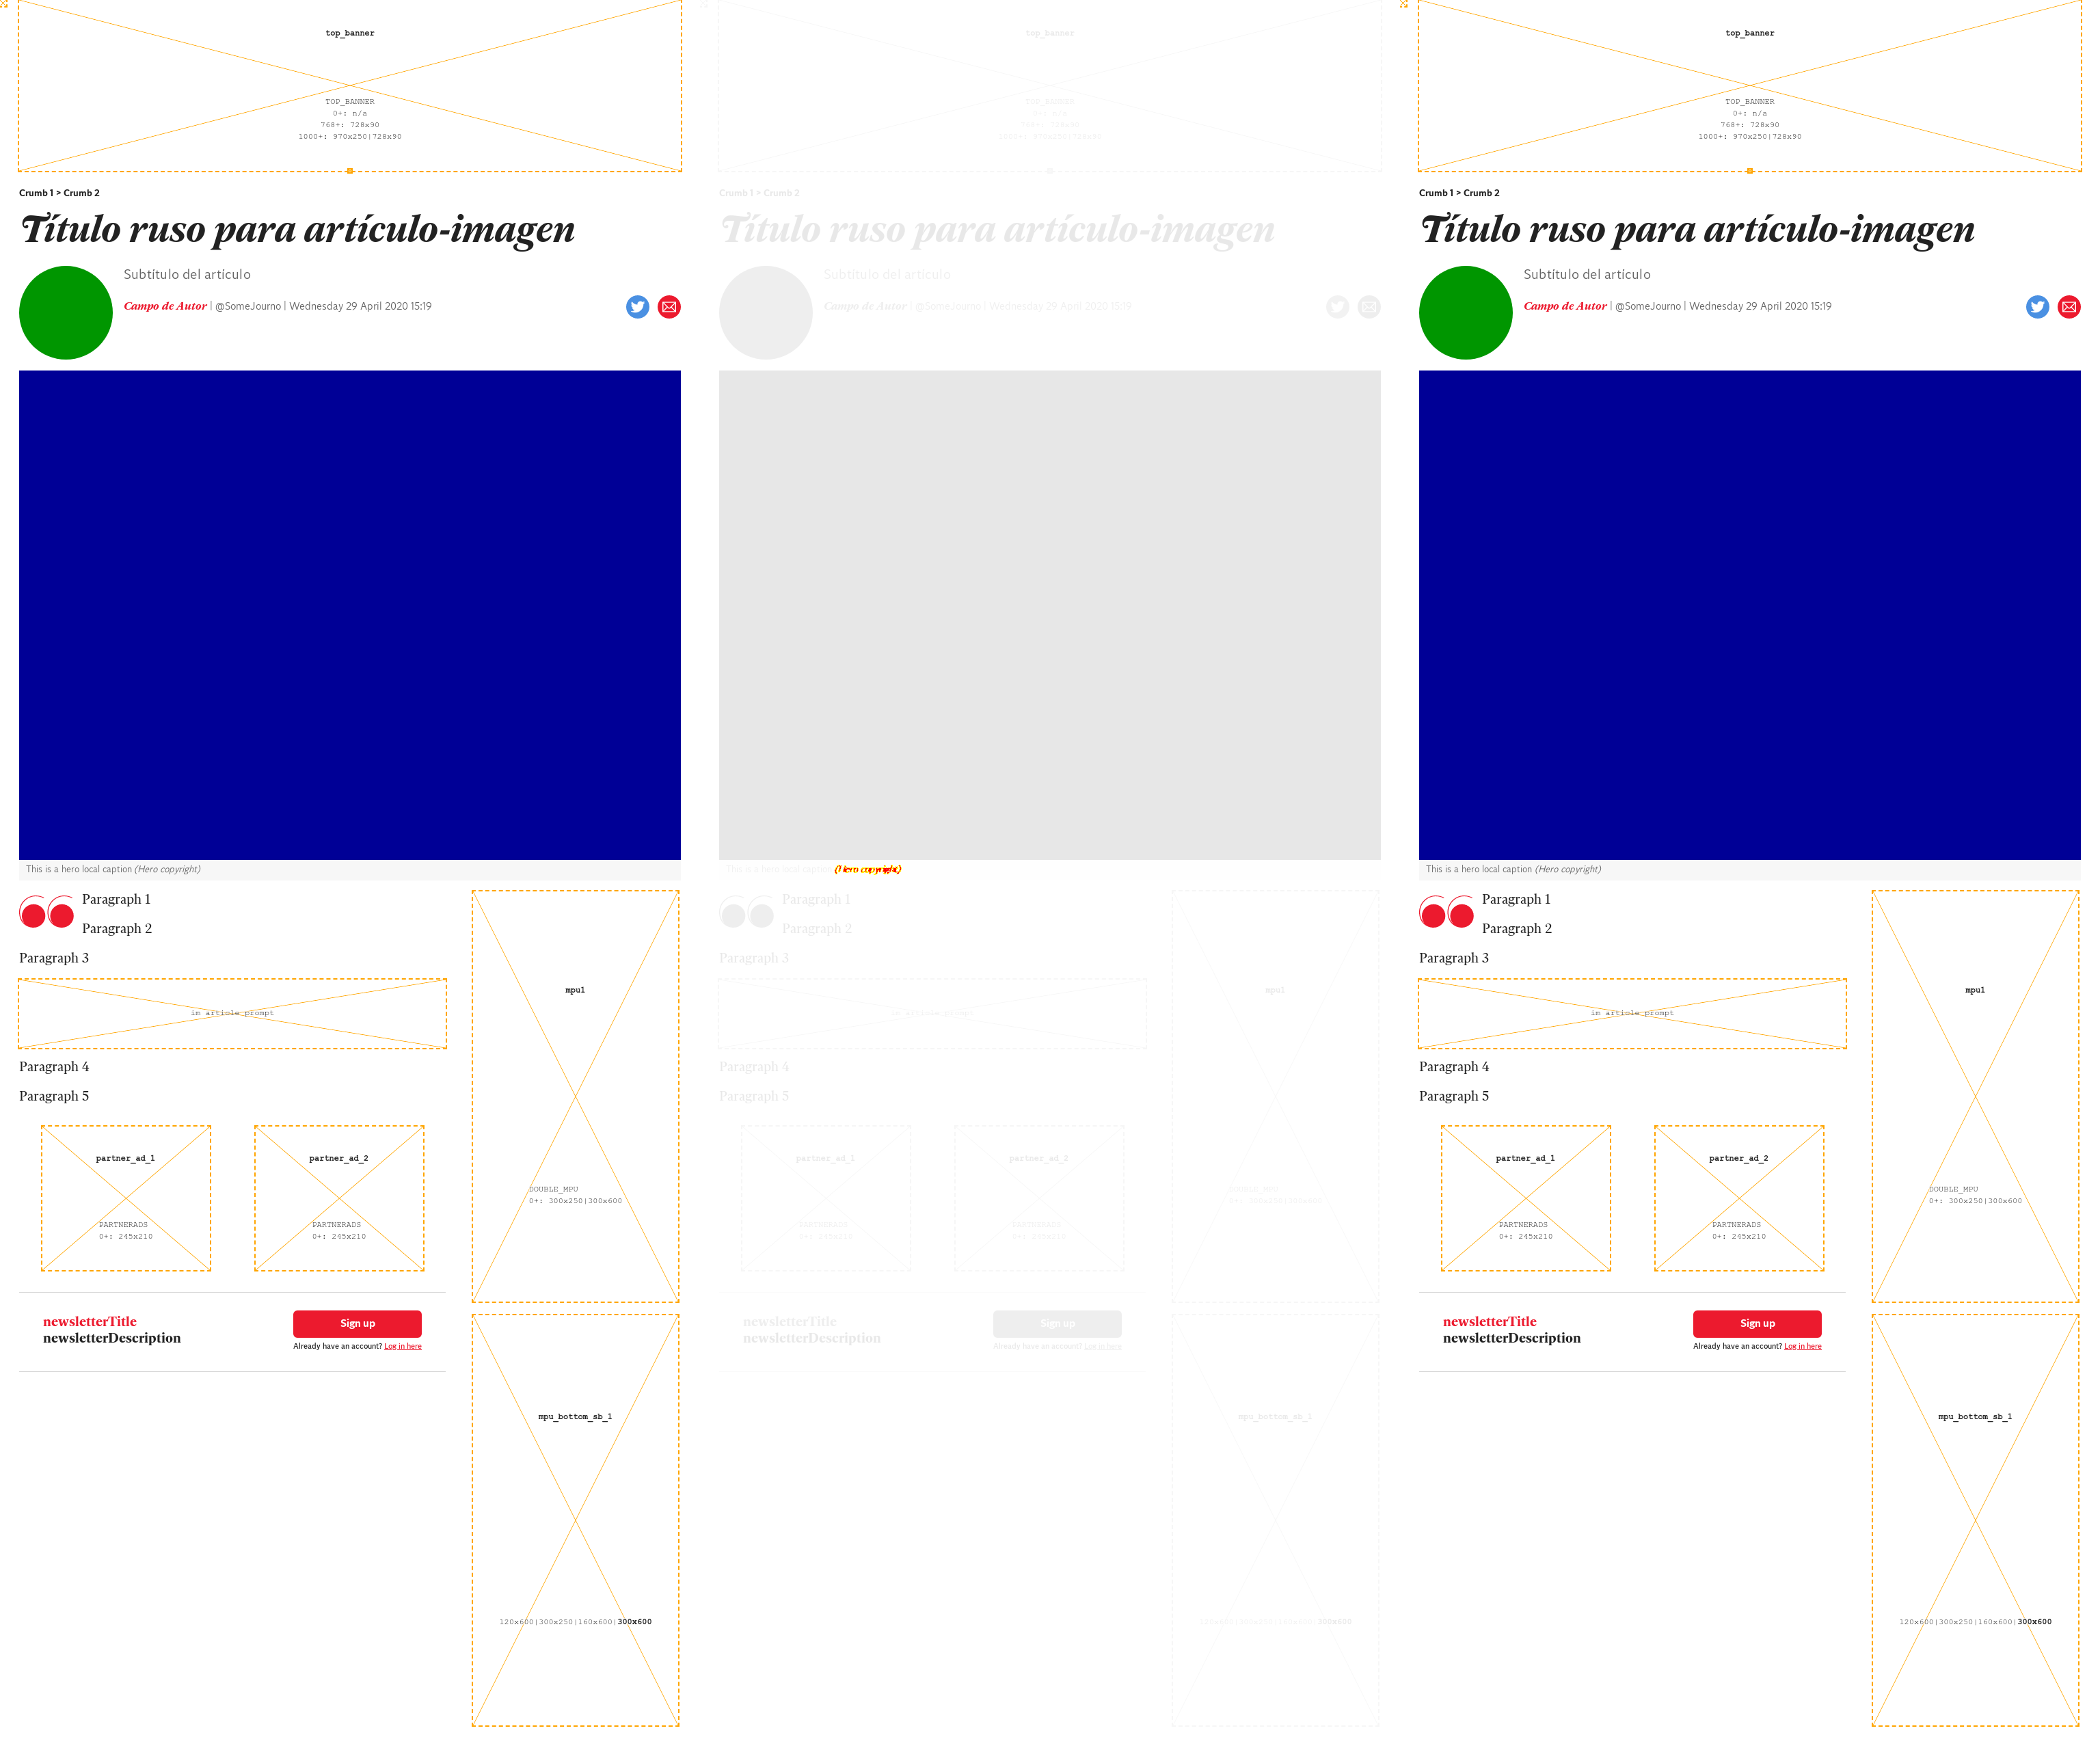 top_banner
TOP_BANNER
0+: n/a
768+: 728x90
1000+: 970x250|728x90
Crumb 1 > Crumb 2
Título ruso para artículo-imagen
Subtítulo del artículo
Campo de Autor | @SomeJourno | Wednesday 29 April 2020 15:19
This is a hero local caption (Hero copyright)
Paragraph 1
Paragraph 2
Paragraph 3
im article prompt
Paragraph 4
Paragraph 5
partner_ad_1
PARTNERADS
0+: 245x210
partner_ad_2
PARTNERADS
0+: 245x210
newsletterTitle
newsletterDescription
Sign up
Already have an account? Log in here
mpu1
DOUBLE_MPU
0+: 300x250|300x600
mpu_bottom_sb_1
120x600|300x250|160x600|300x600
top_banner
TOP_BANNER
0+: n/a
768+: 728x90
1000+: 970x250|728x90
Crumb 1 > Crumb 2
Título ruso para artículo-imagen
Subtítulo del artículo
Campo de Autor | @SomeJourno | Wednesday 29 April 2020 15:19
This is a hero local caption
Paragraph 1
Paragraph 2
Paragraph 3
im article prompt
Paragraph 4
Paragraph 5
partner_ad_1
PARTNERADS
0+: 245x210
partner_ad_2
PARTNERADS
0+: 245x210
newsletterTitle
newsletterDescription
Sign up
Already have an account? Log in here
mpu1
DOUBLE_MPU
0+: 300x250|300x600
mpu_bottom_sb_1
120x600|300x250|160x600|300x600
top_banner
TOP_BANNER
0+: n/a
768+: 728x90
1000+: 970x250|728x90
Crumb 1 > Crumb 2
Título ruso para artículo-imagen
Subtítulo del artículo
Campo de Autor | @SomeJourno | Wednesday 29 April 2020 15:19
This is a hero local caption (Hero copyright)
Paragraph 1
Paragraph 2
Paragraph 3
im article prompt
Paragraph 4
Paragraph 5
partner_ad_1
PARTNERADS
0+: 245x210
partner_ad_2
PARTNERADS
0+: 245x210
newsletterTitle
newsletterDescription
Sign up
Already have an account? Log in here
mpu1
DOUBLE_MPU
0+: 300x250|300x600
mpu_bottom_sb_1
120x600|300x250|160x600|300x600